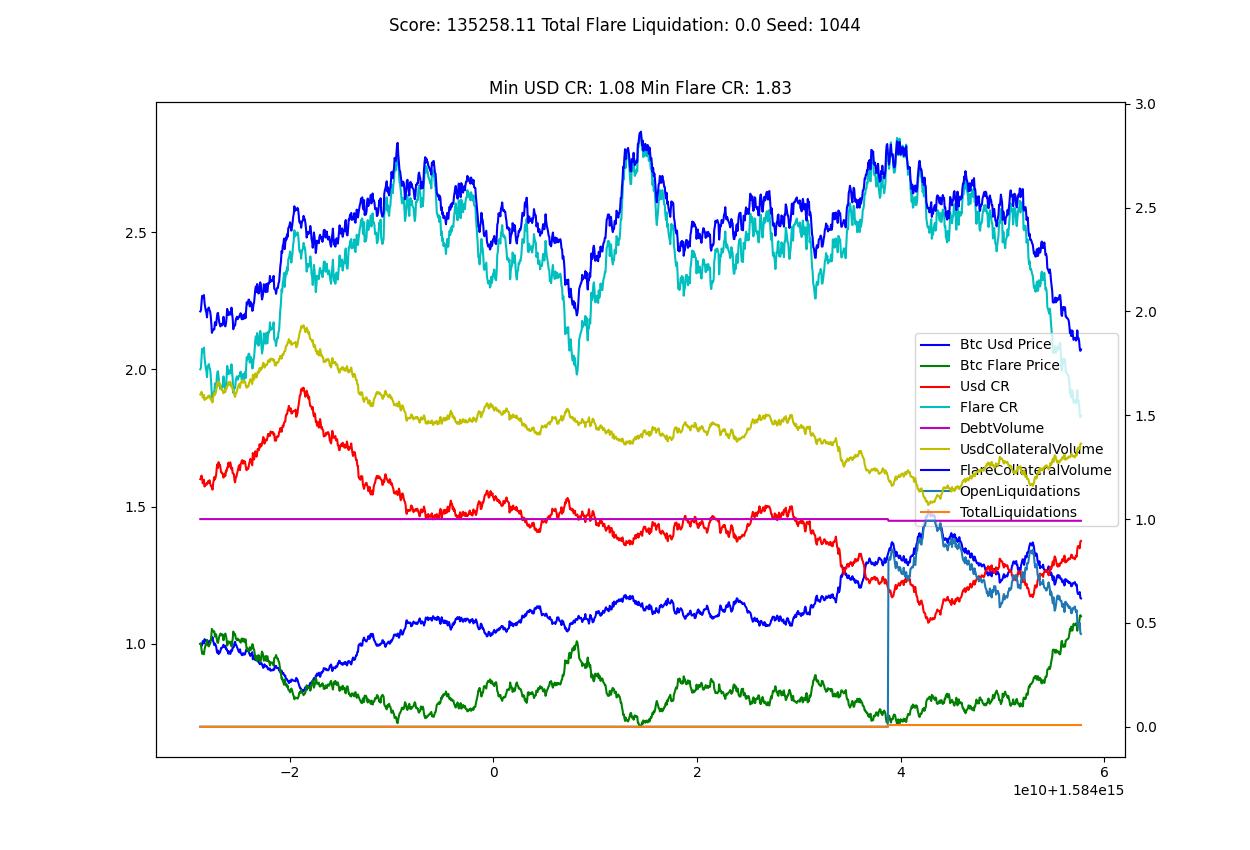 Score: 135258.11 Total Flare Liquidation: 0.0 Seed: 1044
Min USD CR: 1.08 Min Flare CR: 1.83
3.0
2.5
2.5
2.0
2.0
1.5
1.5
1.0
1.0
0.5
0.0
Btc Usd Price
Btc Flare Price
Usd CR
Flare CR
DebtVolume
UsdCollateralVolume
FlareCollateralVolume
OpenLiquidations
TotalLiquidations
−2 0 2 4 6
1e10+1.584e15